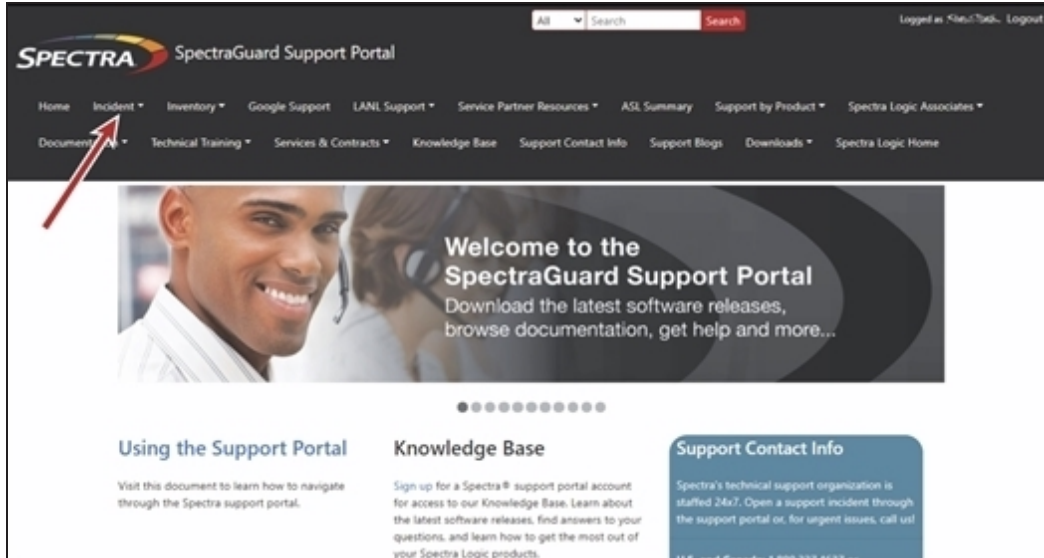 All Search Search Logged as Logout
SPECTRA SpectraGuard Support Portal
Home Incident Inventory Google Support LANL Support Service Partner Resources ASL Summary Support by Product Spectra Logic Associates
Technical Training Services & Contracts Knowledge Base Support Contact Info Support Blogs Downloads Spectra Logic Home
Welcome to the
SpectraGuard Support Portal
Download the latest software releases,
browse documentation, get help and more...
Using the Support Portal
Visit this document to learn how to navigate
through the Spectra support portal.
Knowledge Base
Sign up for a Spectra® support portal account
for access to our Knowledge Base. Learn about
the latest software releases, find answers to your
questions, and learn how to get the most out of
your Spectra Logic products.
Support Contact Info
Spectra's technical support organization is
staffed 24x7. Open a support incident through
the support portal or, for urgent issues, call us!